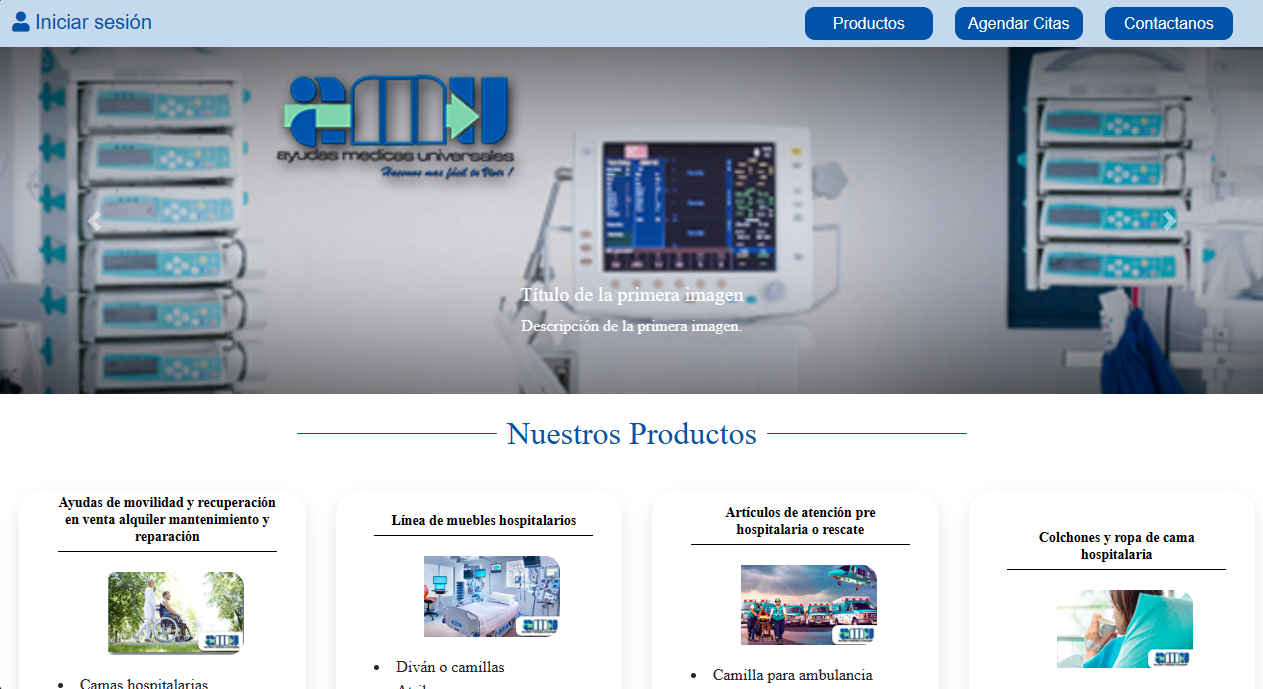 Iniciar sesión
Productos
Agendar Citas
Contactanos
amu
ayudas medicas universales
Hacemos mas fácil tu Vivir !
Título de la primera imagen
Descripción de la primera imagen.
Nuestros Productos
Ayudas de movilidad y recuperación
en venta alquiler mantenimiento y
reparación
Camas hospitalarias
Línea de muebles hospitalarios
Diván o camillas
Artículos de atención pre
hospitalaria o rescate
Camilla para ambulancia
Colchones y ropa de cama
hospitalaria